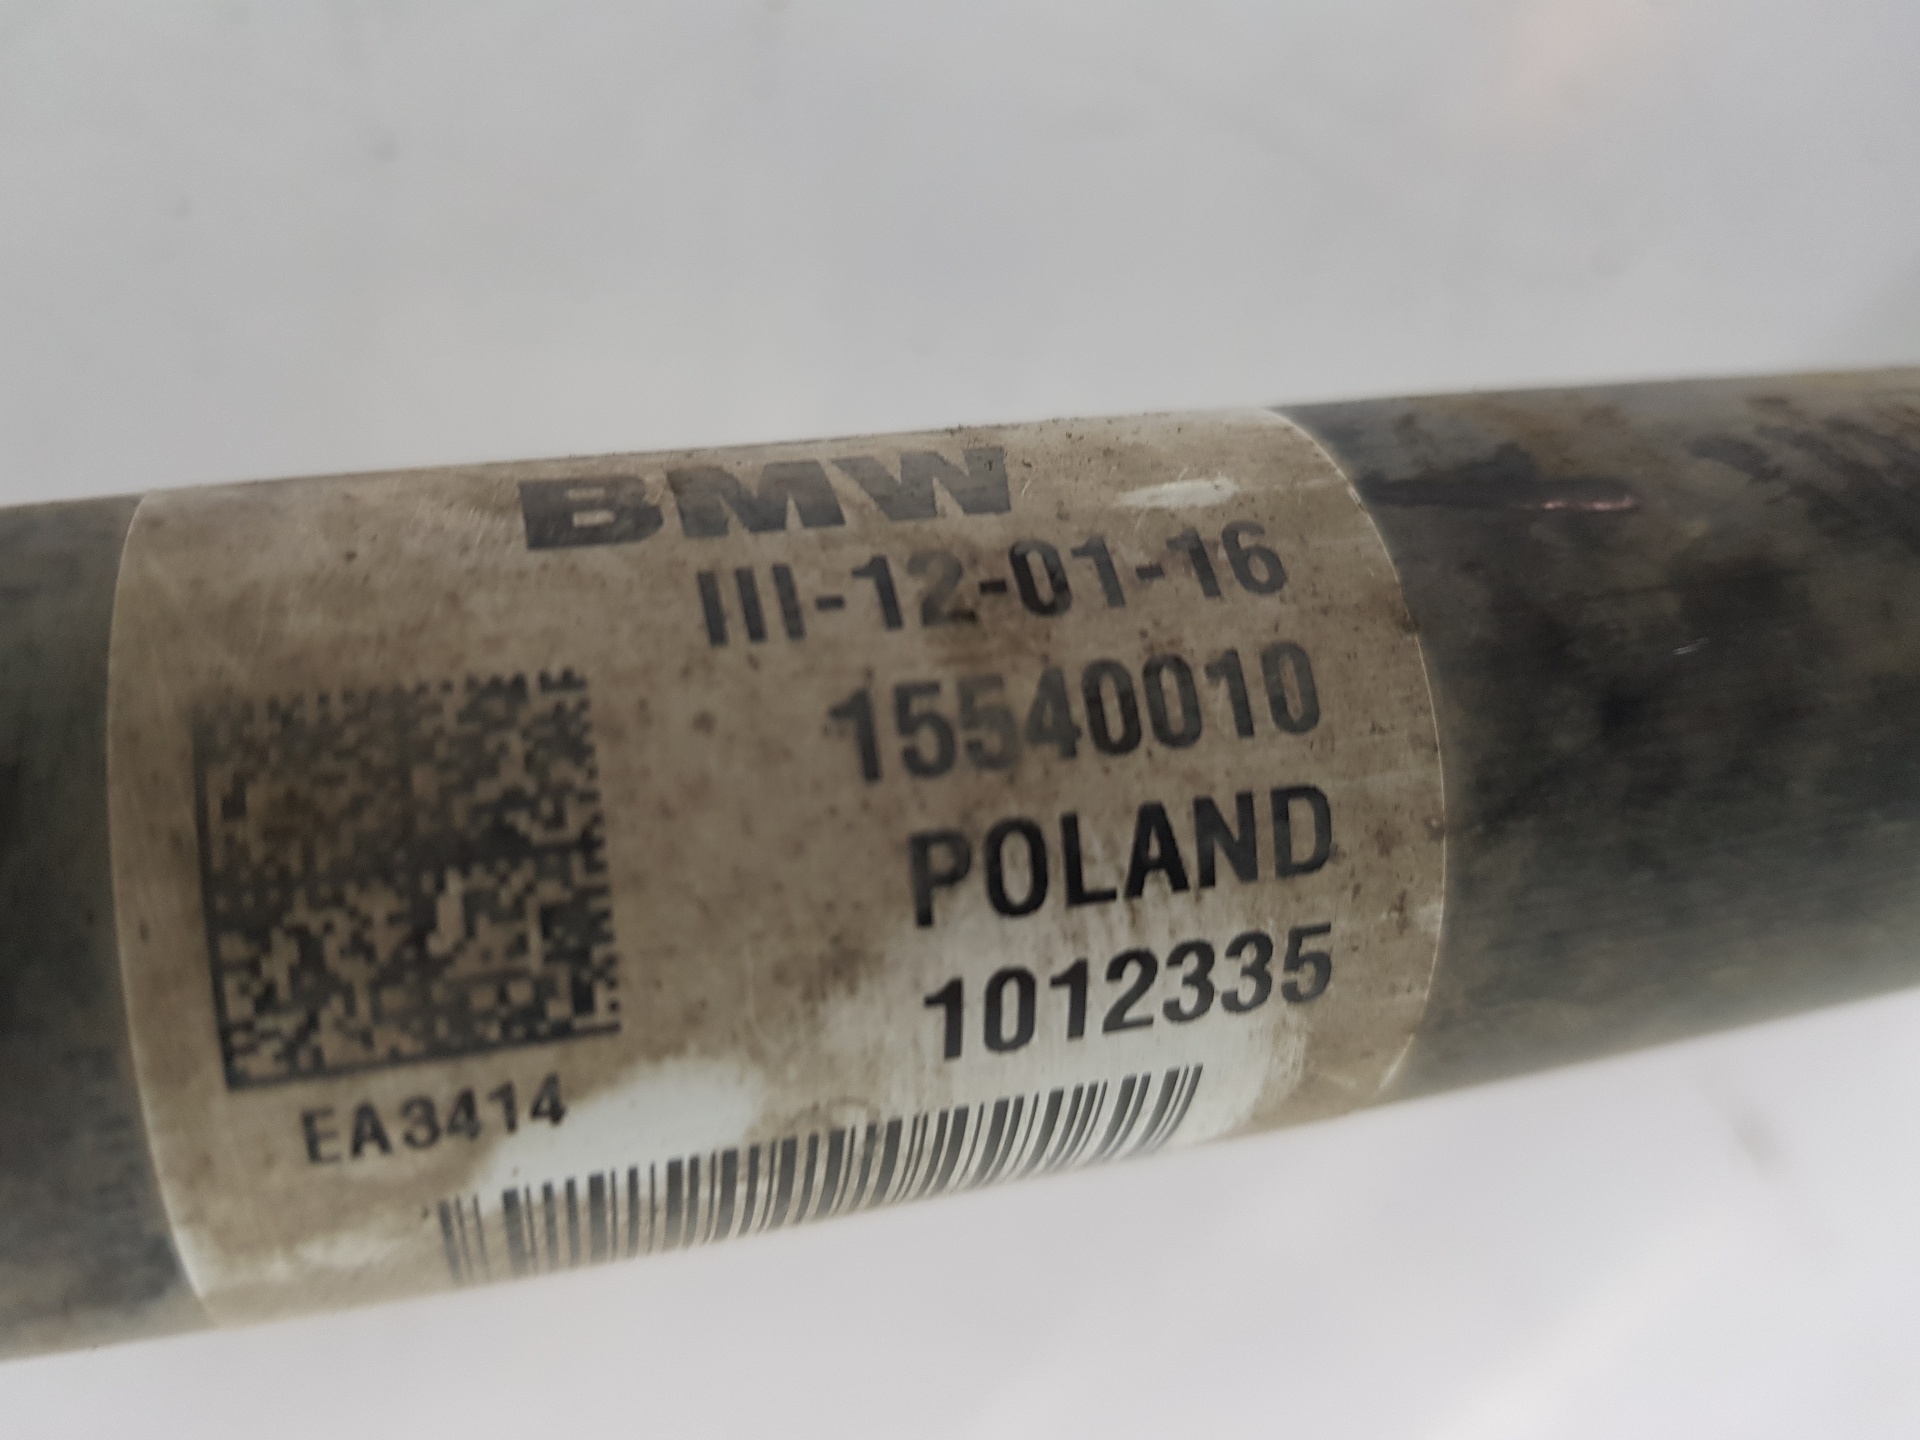 BMW
III-12-01-16
15540010
POLAND
1012335
EA3414